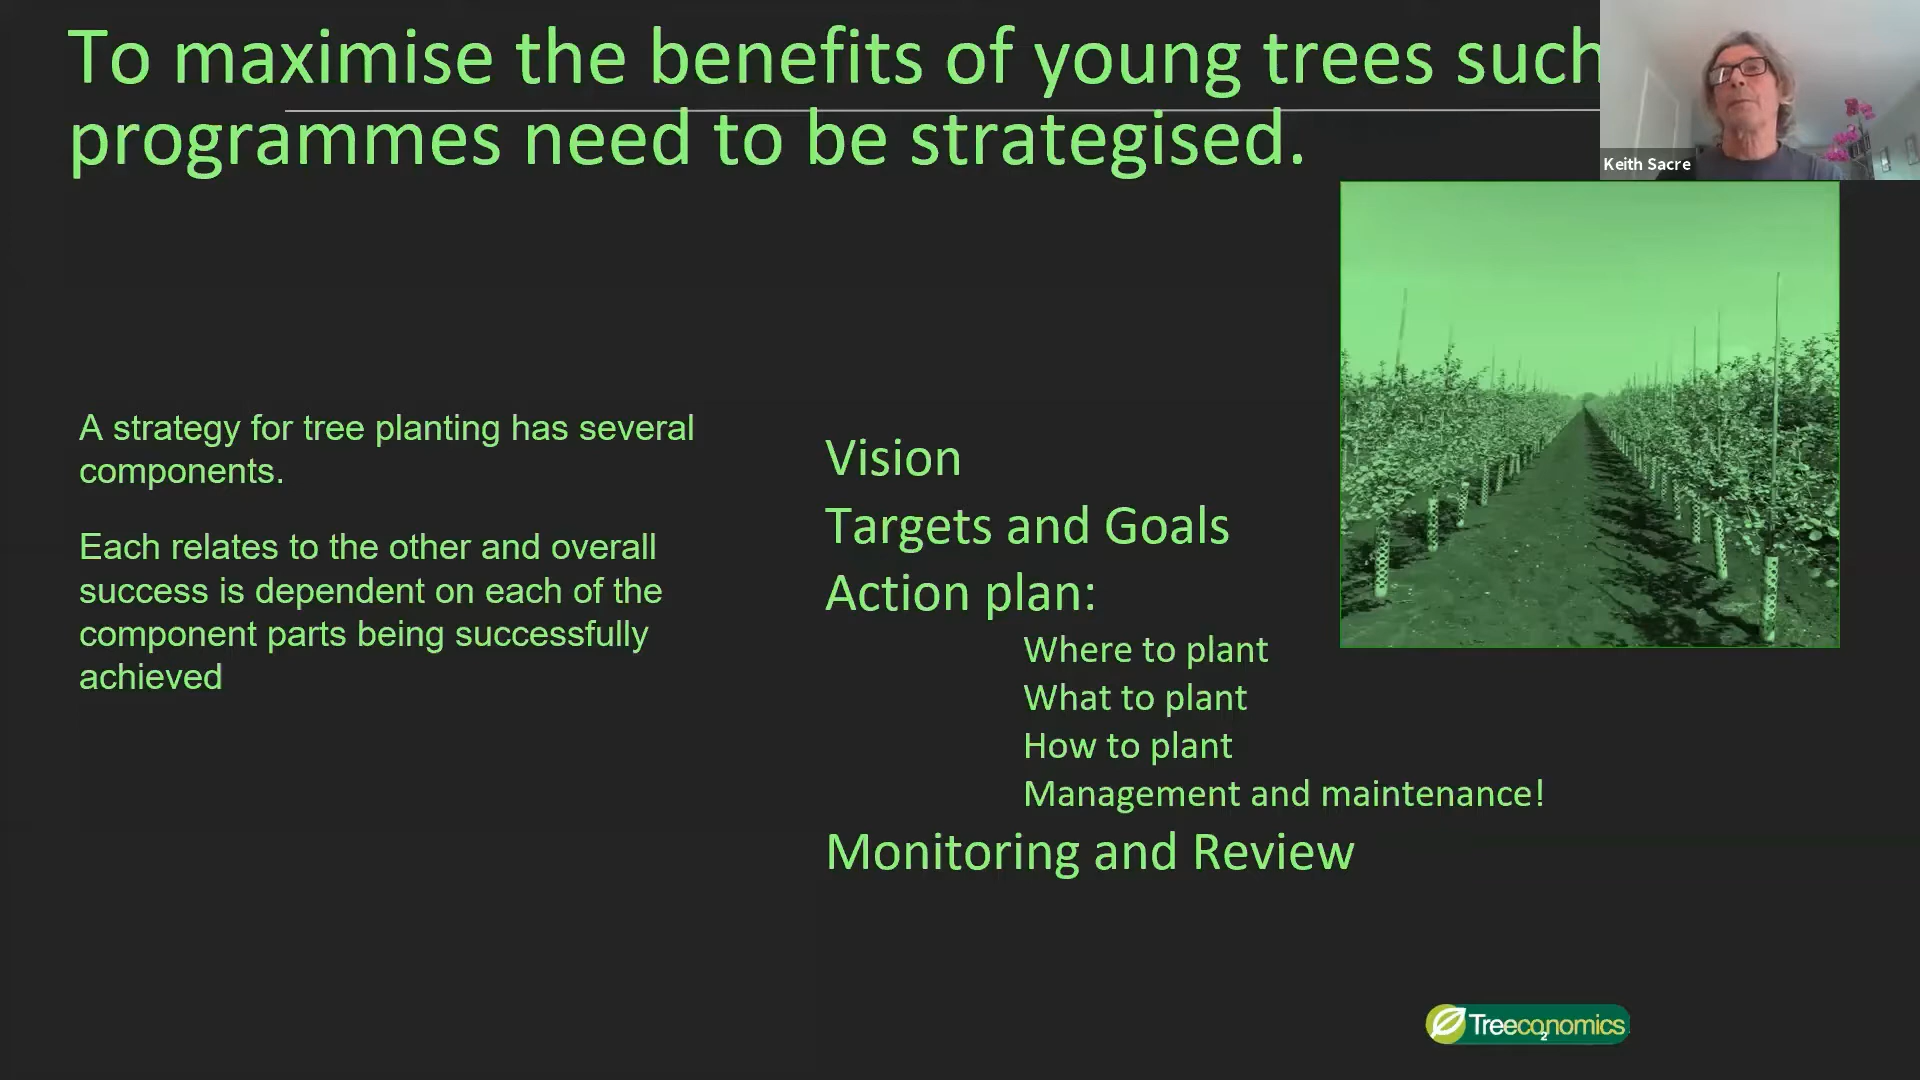 To maximise the benefits of young trees such
programmes need to be strategised.
Keith Sacre
A strategy for tree planting has several
components.
Each relates to the other and overall
success is dependent on each of the
component parts being successfully
achieved
Vision
Targets and Goals
Action plan:
Where to plant
What to plant
How to plant
Management and maintenance!
Monitoring and Review
Treeco2nomics